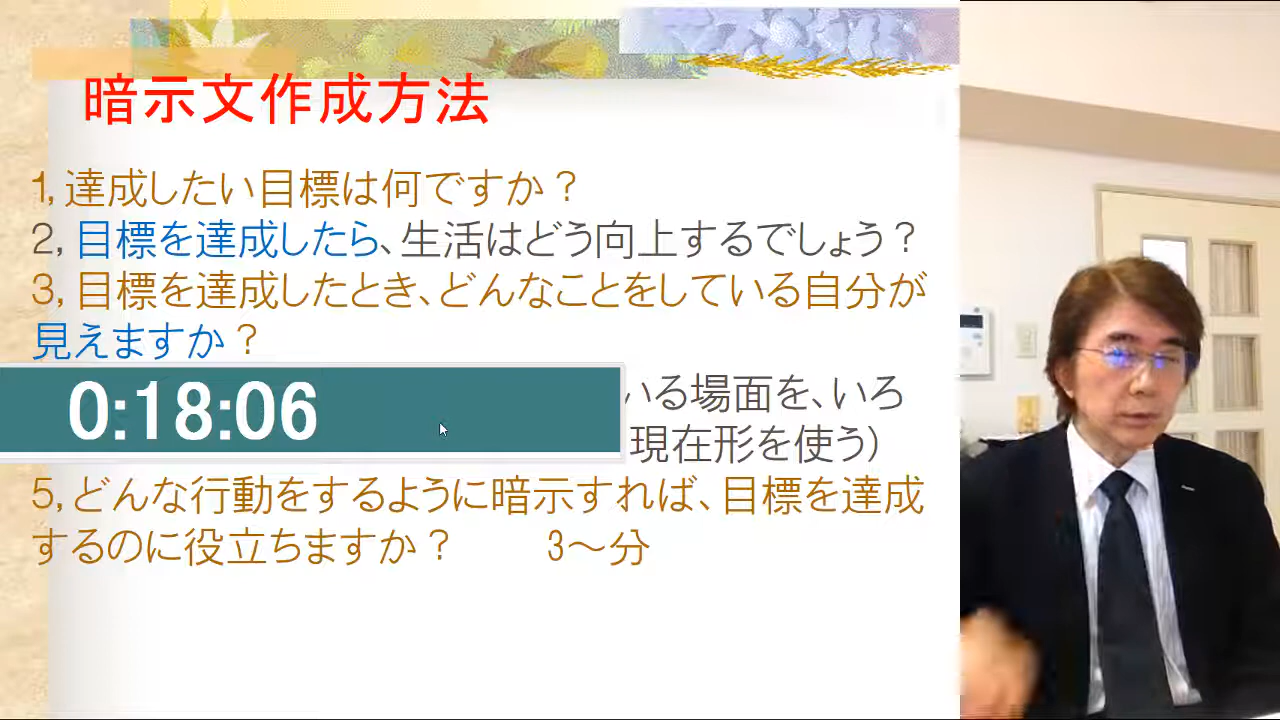 暗示文作成方法
1, 達成したい目標は何ですか？
2, 目標を達成したら、生活はどう向上するでしょう？
3, 目標を達成したとき、どんなことをしている自分が
見えますか？
0:18:06
いる場面を、いろ
現在形を使う）
5, どんな行動をするように暗示すれば、目標を達成
するのに役立ちますか？ 3～分